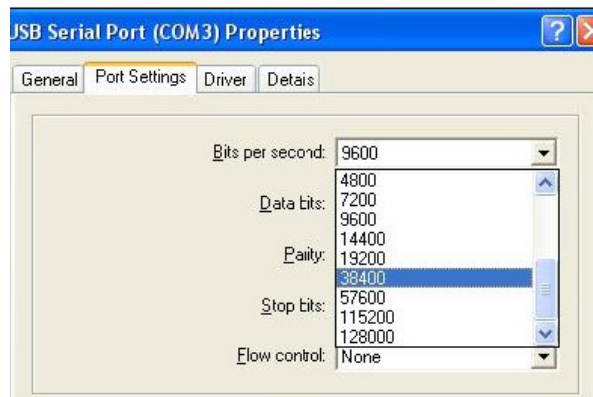 USB Serial Port (COM3) Properties
General Port Settings Driver Details
Bits per second: 9600
4800
Data bits: 7200
9600
14400
Parity: 19200
38400
Stop bits: 57600
115200
128000
Flow control: None